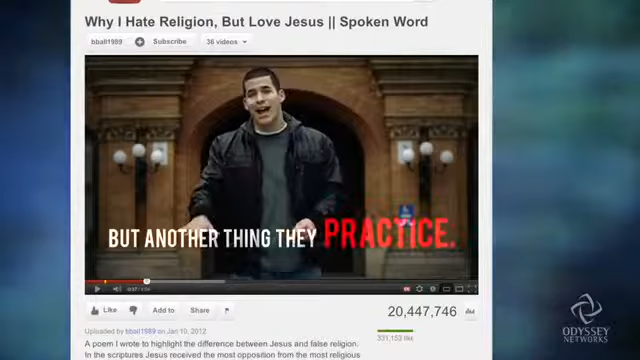 Why I Hate Religion, But Love Jesus || Spoken Word
bball1989 Subscribe 36 videos
BUT ANOTHER THING THEY PRACTICE.
Like Add to Share
20,447,746
Uploaded by bball1989 on Jan 10, 2012
331,153 likes
A poem I wrote to highlight the difference between Jesus and false religion.
In the scriptures Jesus received the most opposition from the most religious
ODYSSEY
NETWORKS